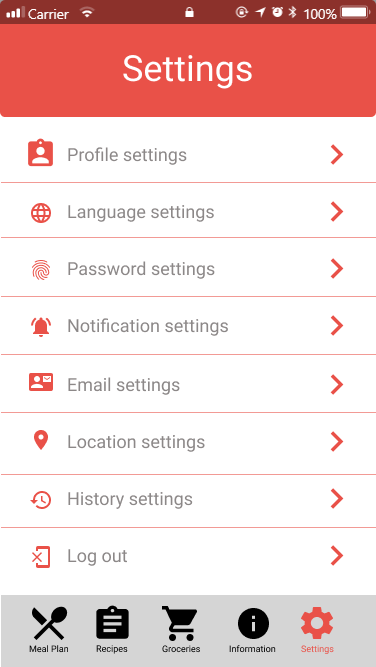 Carrier 100%
Settings
Profile settings
Language settings
Password settings
Notification settings
Email settings
Location settings
History settings
Log out
Meal Plan Recipes Groceries Information Settings